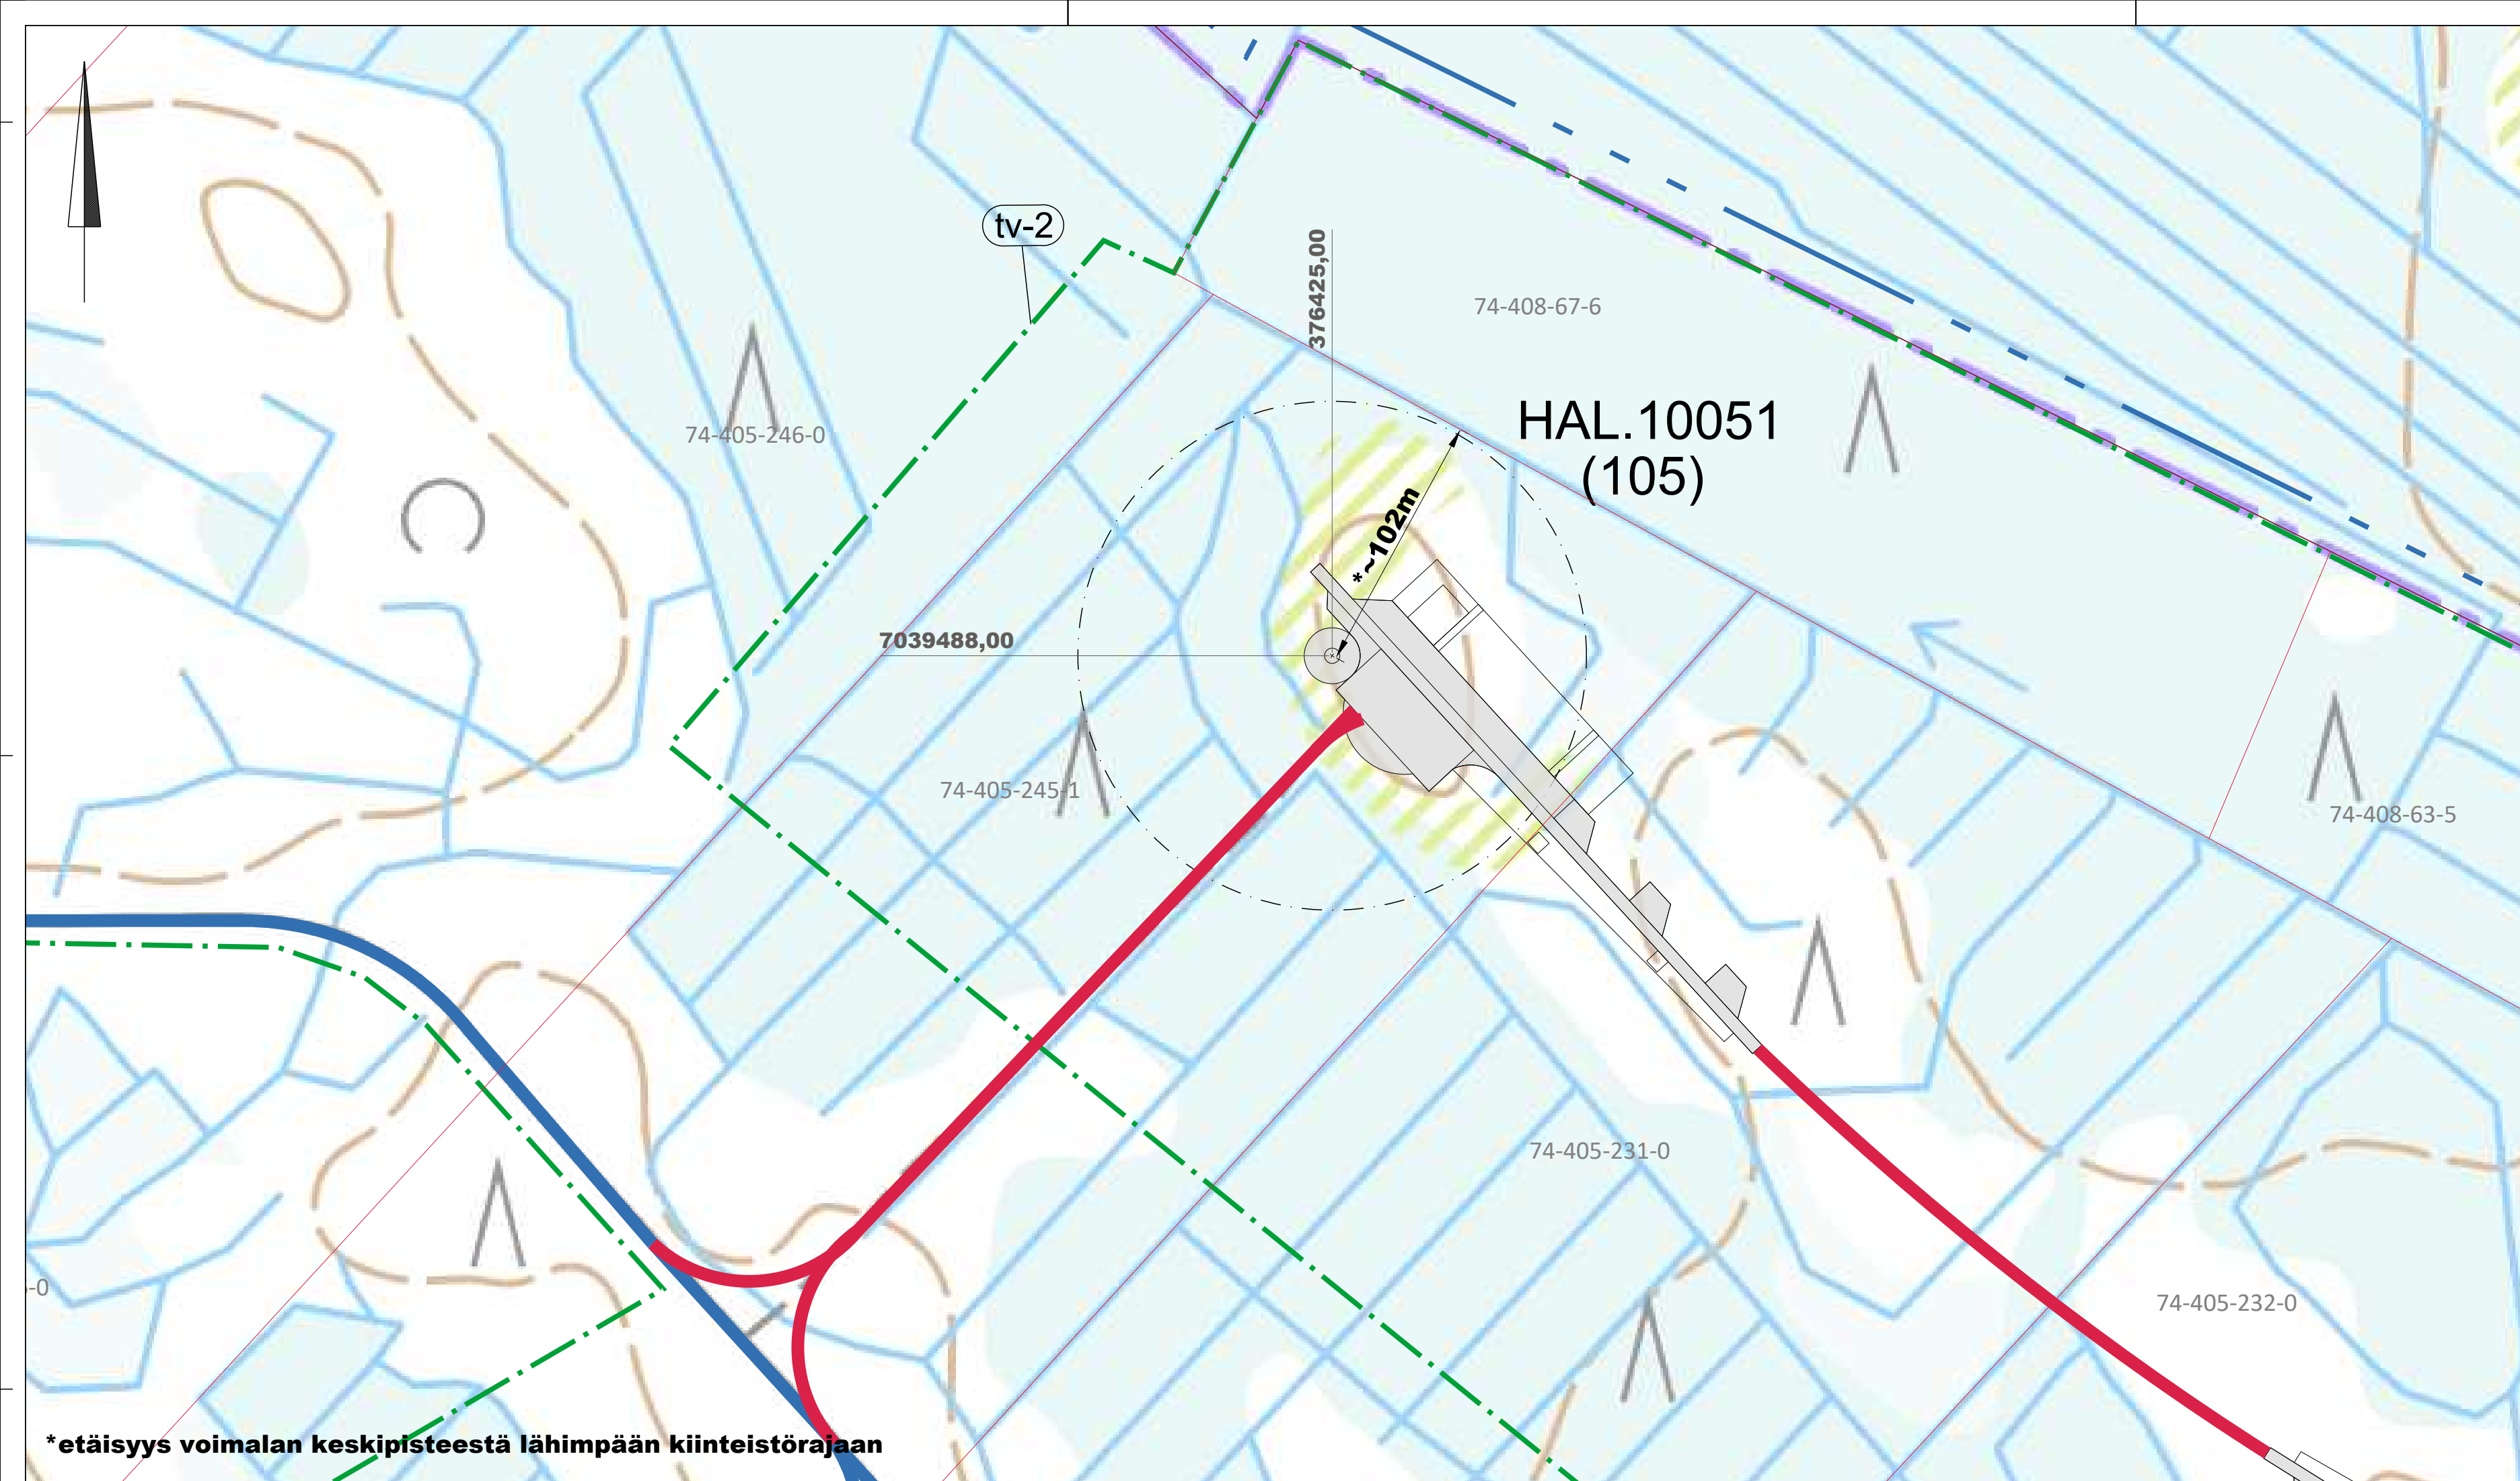 tv-2
376425,00
74-408-67-6
HAL.10051
(105)
74-405-246-0
*~102m
7039488,00
74-405-245-1
74-408-63-5
74-405-231-0
-0
74-405-232-0
*etäisyys voimalan keskipisteestä lähimpään kiinteistörajaan